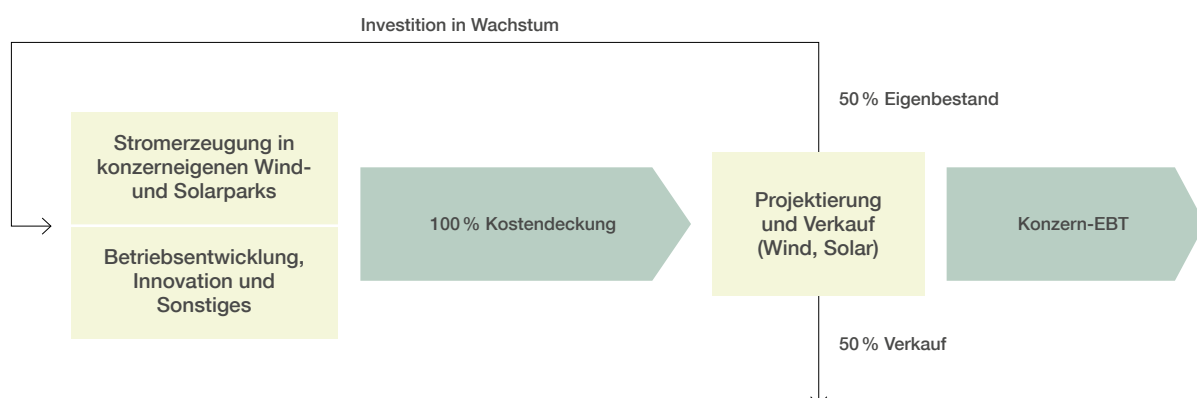 Investition in Wachstum
50 % Eigenbestand
Stromerzeugung in
konzerneigenen Wind-
und Solarparks
Betriebsentwicklung,
Innovation und
Sonstiges
100 % Kostendeckung
Projektierung
und Verkauf
(Wind, Solar)
Konzern-EBT
50 % Verkauf